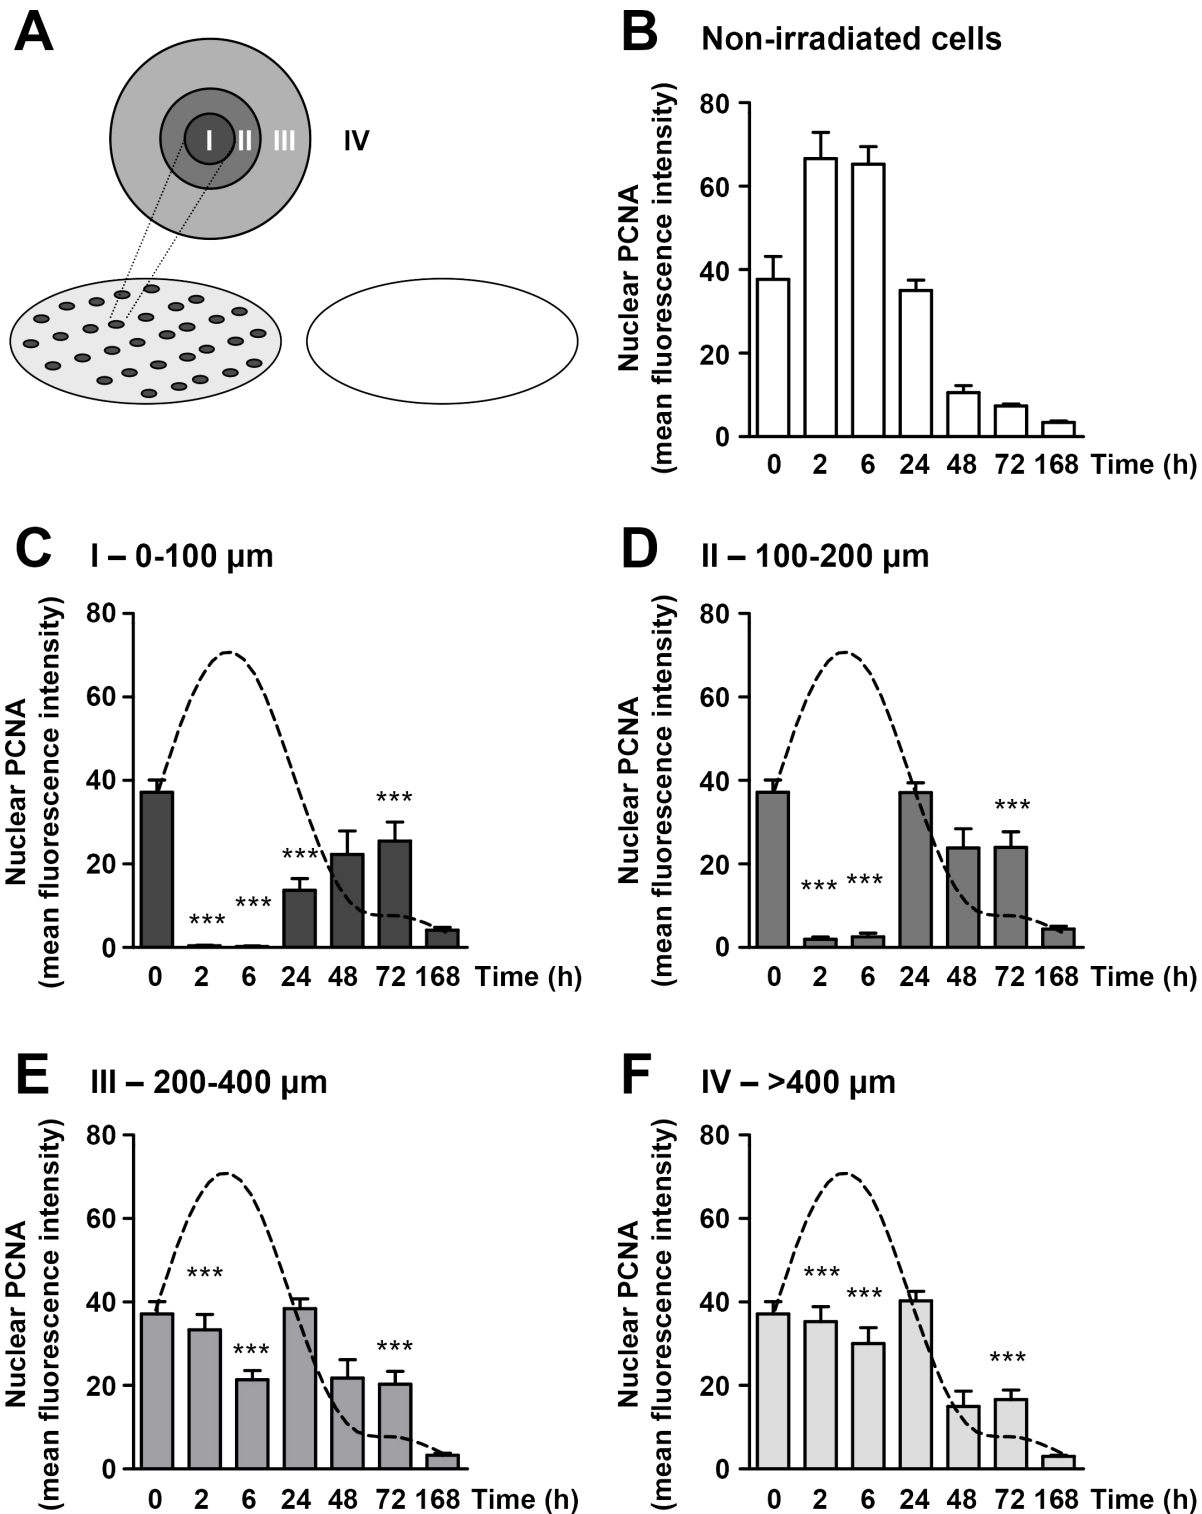 A
I II III IV
B Non-irradiated cells
Nuclear PCNA
(mean fluorescence intensity)
80
60
40
20
0
0 2 6 24 48 72 168 Time (h)
C I – 0-100 µm
Nuclear PCNA
(mean fluorescence intensity)
80
60
40
20
0
***
***
***
***
0 2 6 24 48 72 168 Time (h)
D II – 100-200 µm
Nuclear PCNA
(mean fluorescence intensity)
80
60
40
20
0
***
***
***
0 2 6 24 48 72 168 Time (h)
E III – 200-400 µm
Nuclear PCNA
(mean fluorescence intensity)
80
60
40
20
0
***
***
***
0 2 6 24 48 72 168 Time (h)
F IV – >400 µm
Nuclear PCNA
(mean fluorescence intensity)
80
60
40
20
0
***
***
***
0 2 6 24 48 72 168 Time (h)